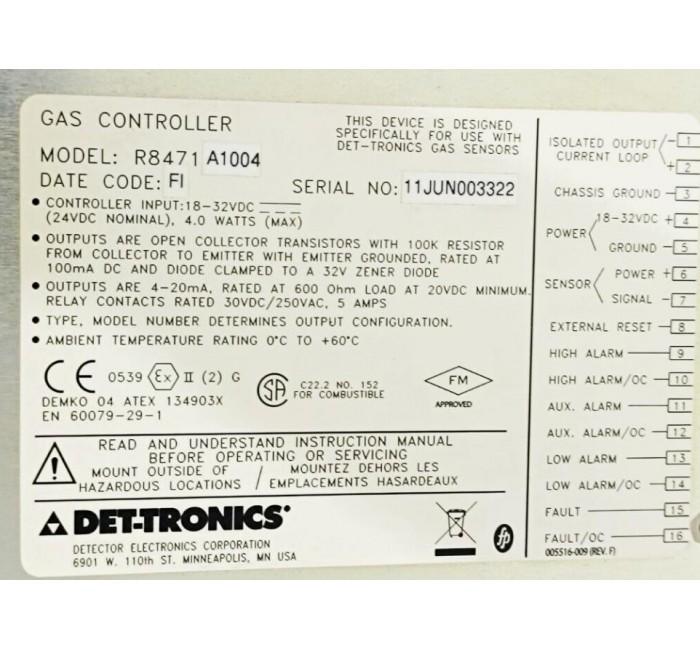 GAS CONTROLLER
MODEL: R8471 A1004
DATE CODE: FI
THIS DEVICE IS DESIGNED
SPECIFICALLY FOR USE WITH
DET-TRONICS GAS SENSORS
SERIAL NO: 11JUN003322
• CONTROLLER INPUT:18-32VDC
(24VDC NOMINAL), 4.0 WATTS (MAX)
• OUTPUTS ARE OPEN COLLECTOR TRANSISTORS WITH 100K RESISTOR
FROM COLLECTOR TO EMITTER WITH EMITTER GROUNDED, RATED AT
100mA DC AND DIODE CLAMPED TO A 32V ZENER DIODE
• OUTPUTS ARE 4-20mA, RATED AT 600 Ohm LOAD AT 20VDC MINIMUM.
RELAY CONTACTS RATED 30VDC/250VAC, 5 AMPS
• TYPE, MODEL NUMBER DETERMINES OUTPUT CONFIGURATION.
• AMBIENT TEMPERATURE RATING 0°C TO +60°C
CE 0539 Ex II (2) G
DEMKO 04 ATEX 134903X
EN 60079-29-1
SA C22.2 NO. 152
FOR COMBUSTIBLE
FM
APPROVED
READ AND UNDERSTAND INSTRUCTION MANUAL
BEFORE OPERATING OR SERVICING
MOUNT OUTSIDE OF / MONTEZ DEHORS LES
HAZARDOUS LOCATIONS / EMPLACEMENTS HASARDEAUX
DET-TRONICS
DETECTOR ELECTRONICS CORPORATION
6901 W. 110th ST. MINNEAPOLIS, MN USA
fp
ISOLATED OUTPUT - 1
CURRENT LOOP + 2
CHASSIS GROUND 3
POWER 18-32VDC + 4
GROUND - 5
SENSOR POWER + 6
SIGNAL - 7
EXTERNAL RESET 8
HIGH ALARM 9
HIGH ALARM/OC 10
AUX. ALARM 11
AUX. ALARM/OC 12
LOW ALARM 13
LOW ALARM/OC 14
FAULT 15
FAULT/OC 16
005516-009 (REV. F)